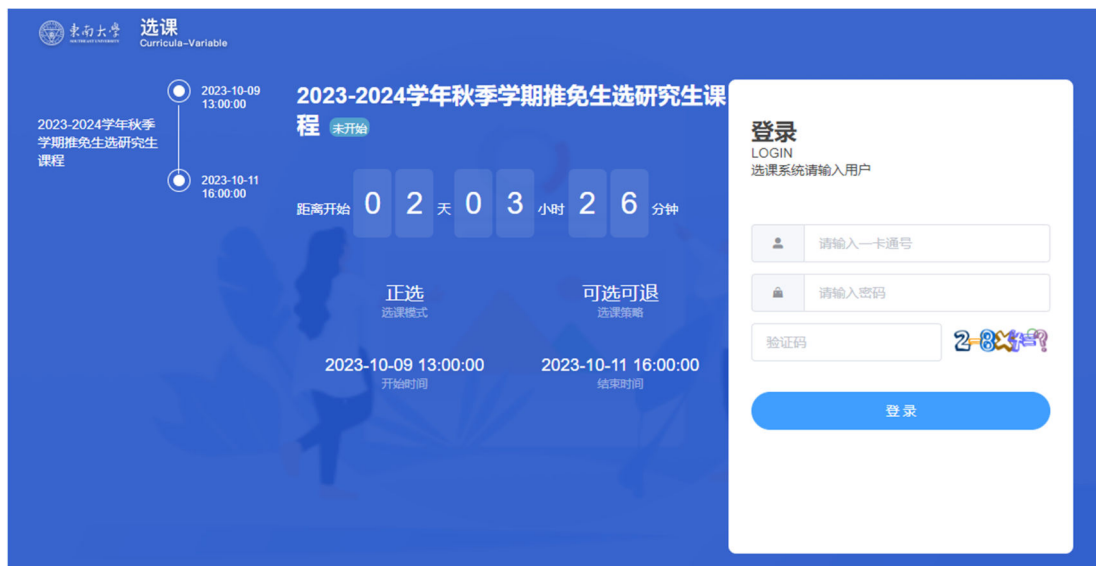 東南大學
选课
Curricula-Variable
2023-10-09
13:00:00
2023-2024学年秋季
学期推免生选研究生
课程
2023-10-11
16:00:00
2023-2024学年秋季学期推免生选研究生课
程 未开始
距离开始 0 2 天 0 3 小时 2 6 分钟
正选
选课模式
可选可退
选课策略
2023-10-09 13:00:00
开始时间
2023-10-11 16:00:00
结束时间
登录
LOGIN
选课系统请输入用户
请输入一卡通号
请输入密码
验证码
2-8×4=?
登 录